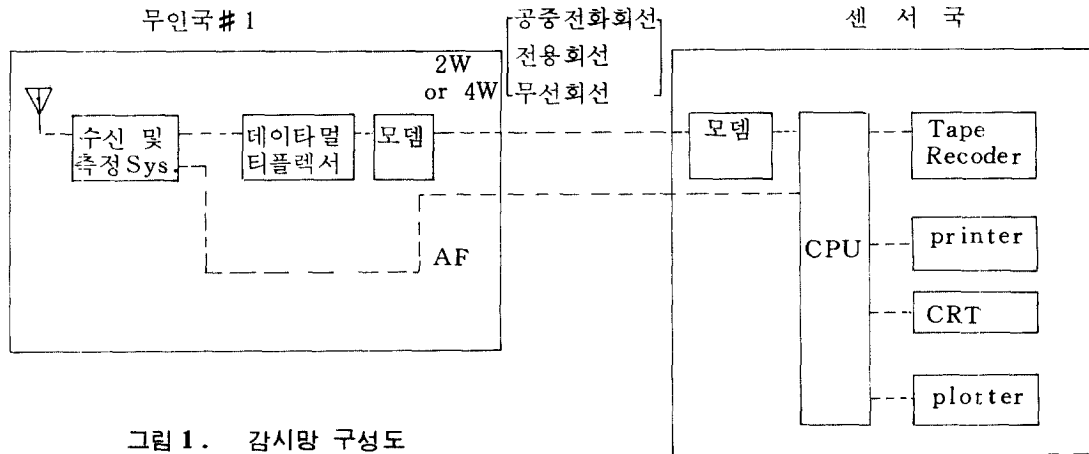 무인국#1
공중전화회선
전용회선
무선회선
센 서 국
2W
or 4W
수신 및
측정Sys.
데이타멀
티플렉서
모뎀
모뎀
Tape
Recoder
AF
CPU
printer
CRT
plotter
그림 1. 감시망 구성도